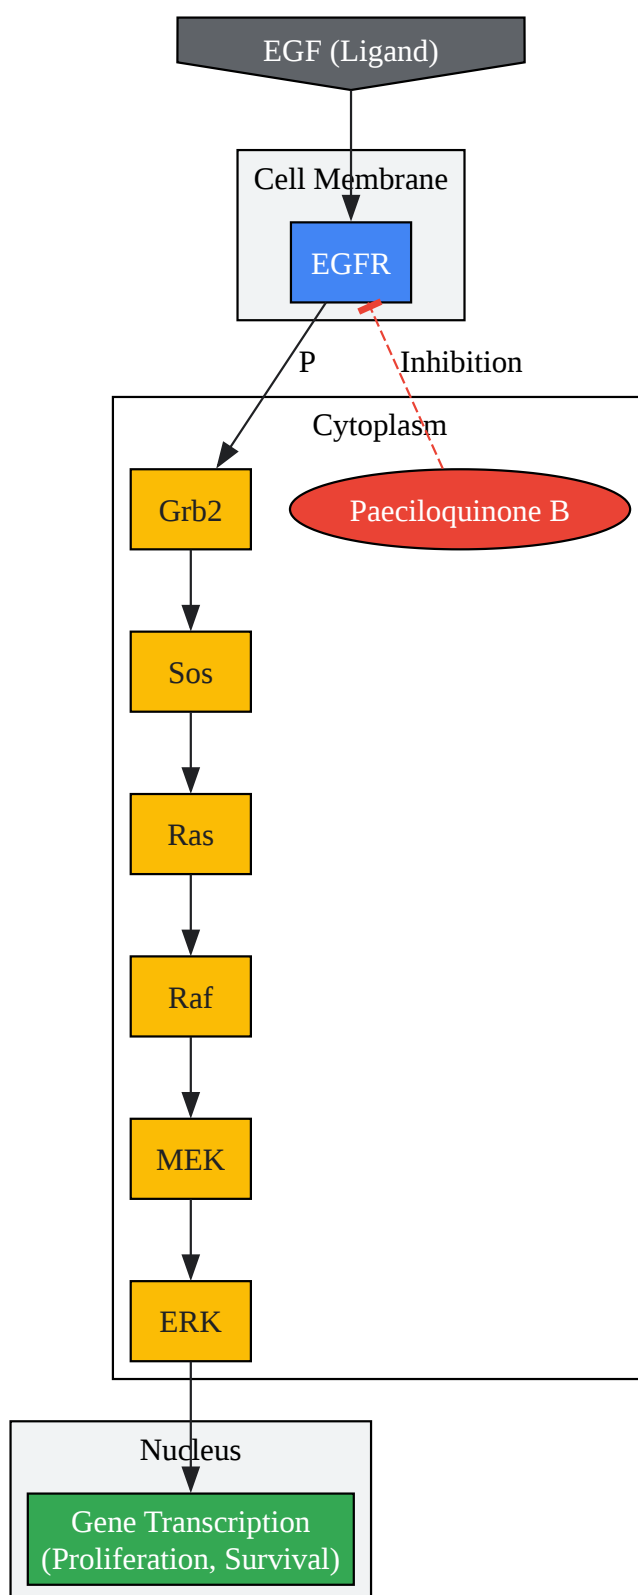 EGF (Ligand)
Cell Membrane
EGFR
P
Inhibition
Cytoplasm
Grb2
Paeciloquinone B
Sos
Ras
Raf
MEK
ERK
Nucleus
Gene Transcription
(Proliferation, Survival)